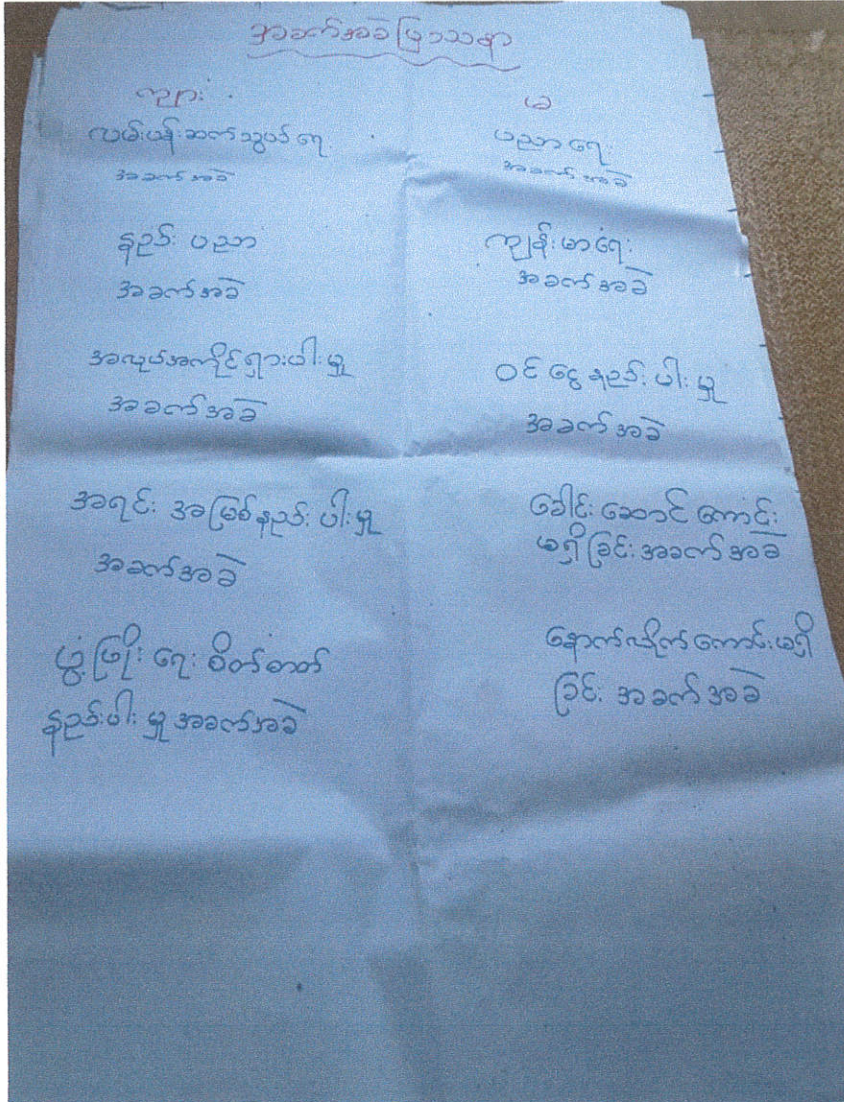 အခက်အခဲပြဿနာ
ကျား
လမ်းပန်းဆက်သွယ်ရေး
အခက်အခဲ
နည်းပညာ
အခက်အခဲ
အလုပ်အကိုင်ရှားပါးမှု
အခက်အခဲ
အရင်းအမြစ်နည်းပါးမှု
အခက်အခဲ
ဖွံ့ဖြိုးရေးစိတ်ဓာတ်
နည်းပါးမှုအခက်အခဲ
မ
ပညာရေး
အခက်အခဲ
ကျန်းမာရေး
အခက်အခဲ
ဝင်ငွေနည်းပါးမှု
အခက်အခဲ
ခေါင်းဆောင်ကောင်း
မရှိခြင်းအခက်အခဲ
နောက်လိုက်ကောင်းမရှိ
ခြင်းအခက်အခဲ